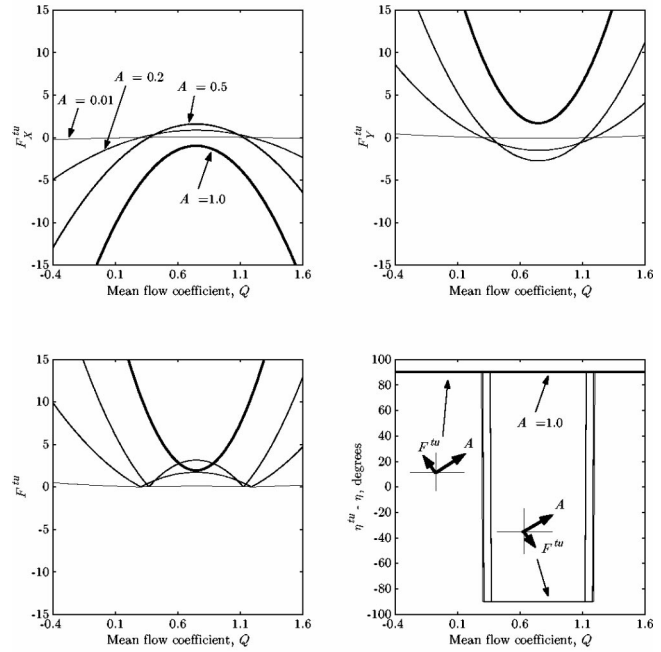 15
10
5
0
-5
-10
-15
-0.4 0.1 0.6 1.1 1.6
Mean flow coefficient, Q
F_X^{tu}
A =0.01
A =0.2
A =0.5
A =1.0
15
10
5
0
-5
-10
-15
-0.4 0.1 0.6 1.1 1.6
Mean flow coefficient, Q
F_Y^{tu}
15
10
5
0
-5
-10
-15
-0.4 0.1 0.6 1.1 1.6
Mean flow coefficient, Q
F^{tu}
100
80
60
40
20
0
-20
-40
-60
-80
-100
-0.4 0.1 0.6 1.1 1.6
Mean flow coefficient, Q
η^{tu} - η, degrees
A =1.0
F^{tu}
A
A
F^{tu}